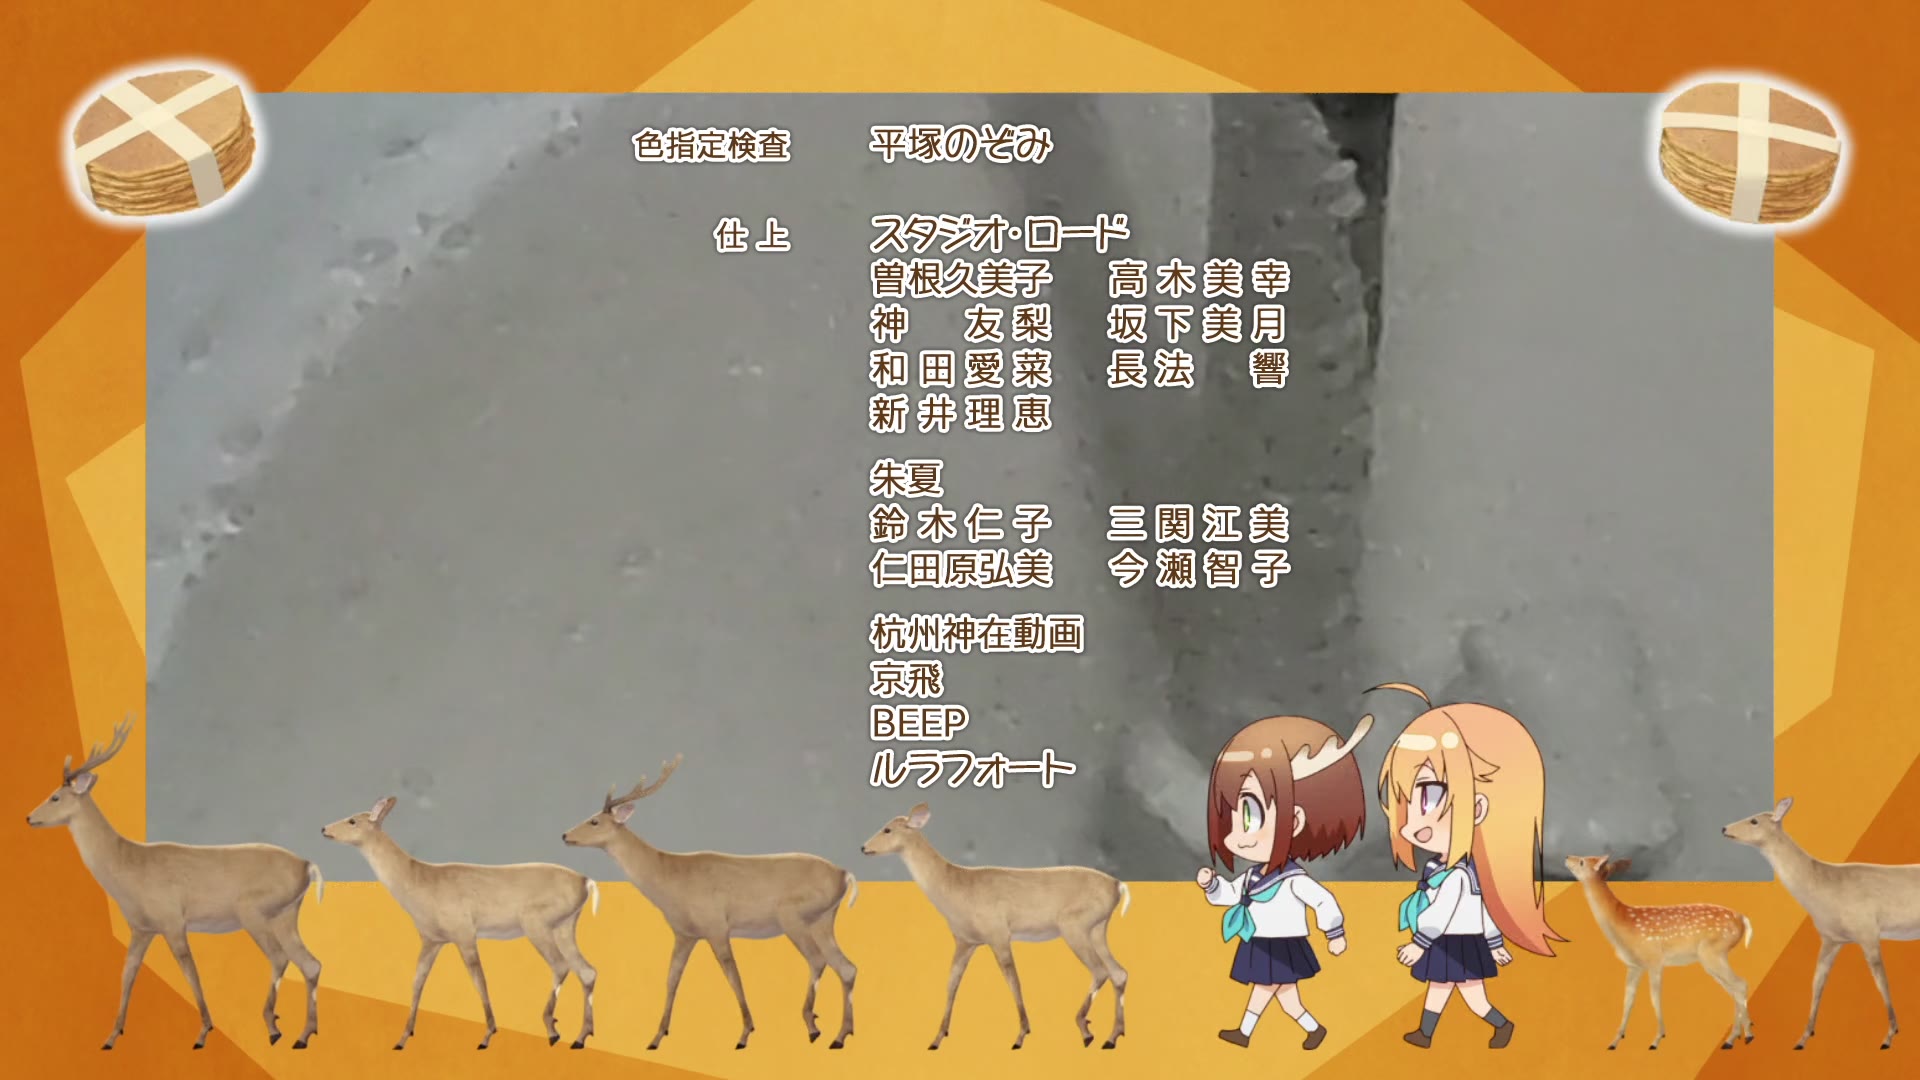 色指定検査 平塚のぞみ
仕上 スタジオ・ロード
曽根久美子 高木美幸
神友梨 坂下美月
和田愛菜 長法響
新井理恵
朱夏
鈴木仁子 三関江美
仁田原弘美 今瀬智子
杭州神在動画
京飛
BEEP
ルラフォート